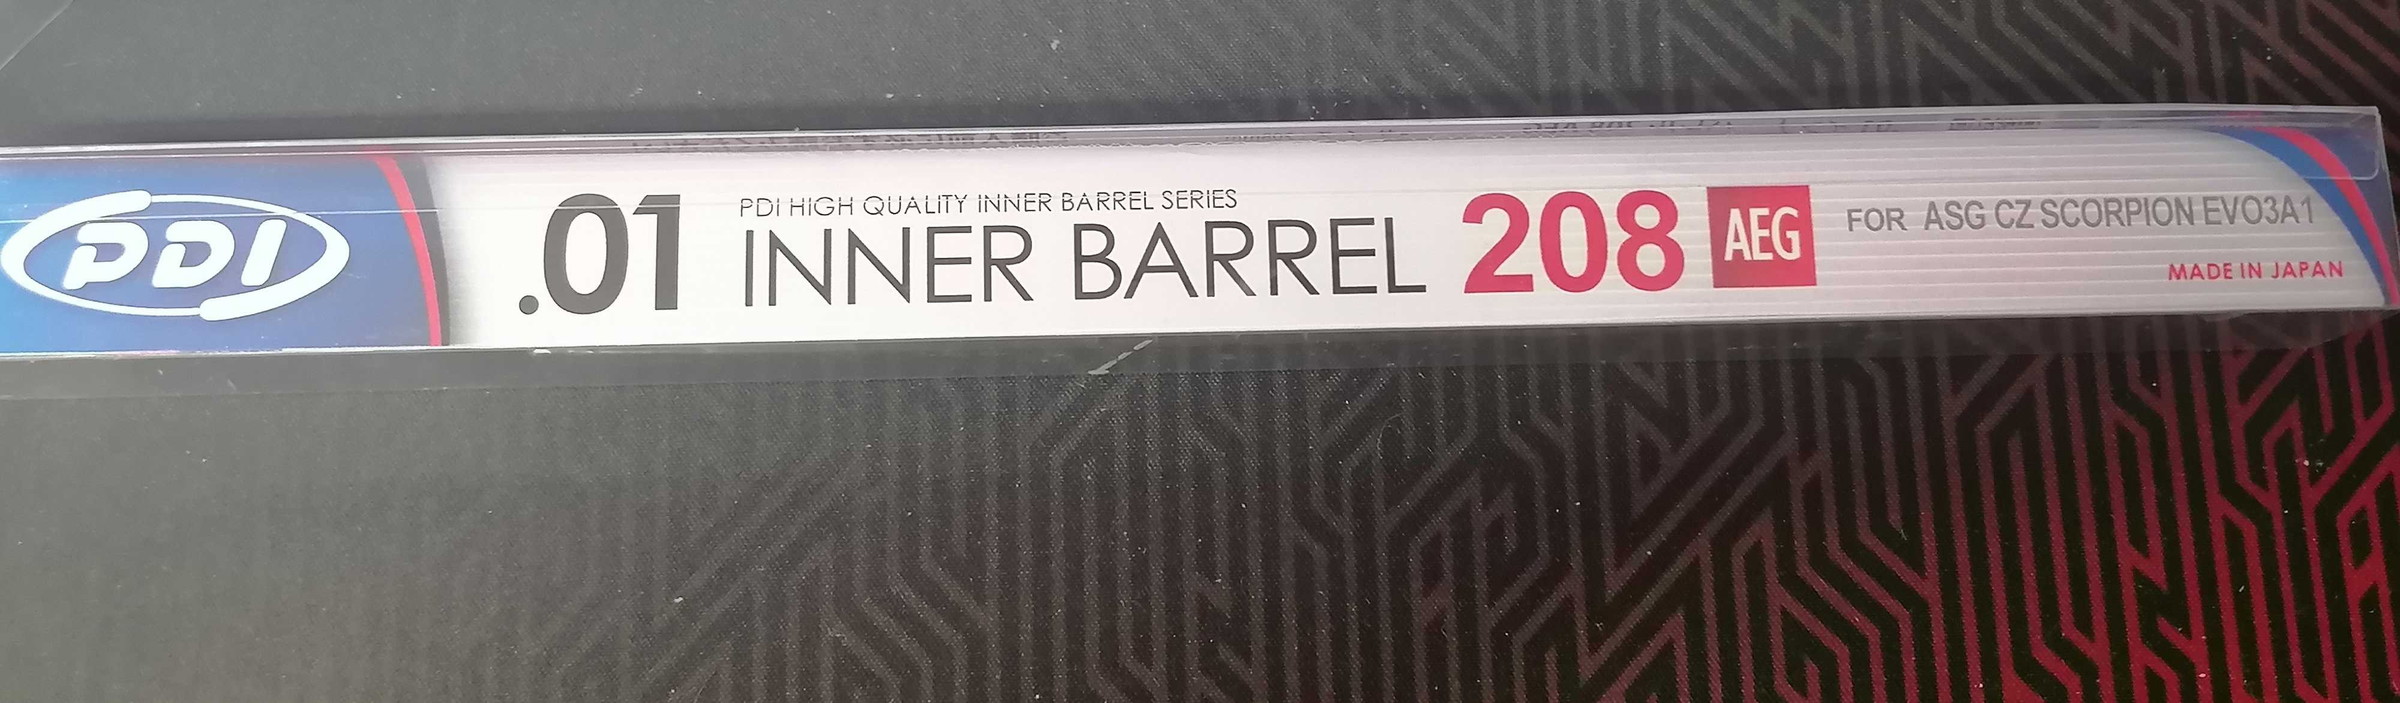 PDI
.01
PDI HIGH QUALITY INNER BARREL SERIES
INNER BARREL 208 AEG
FOR ASG CZ SCORPION EVO3A1
MADE IN JAPAN